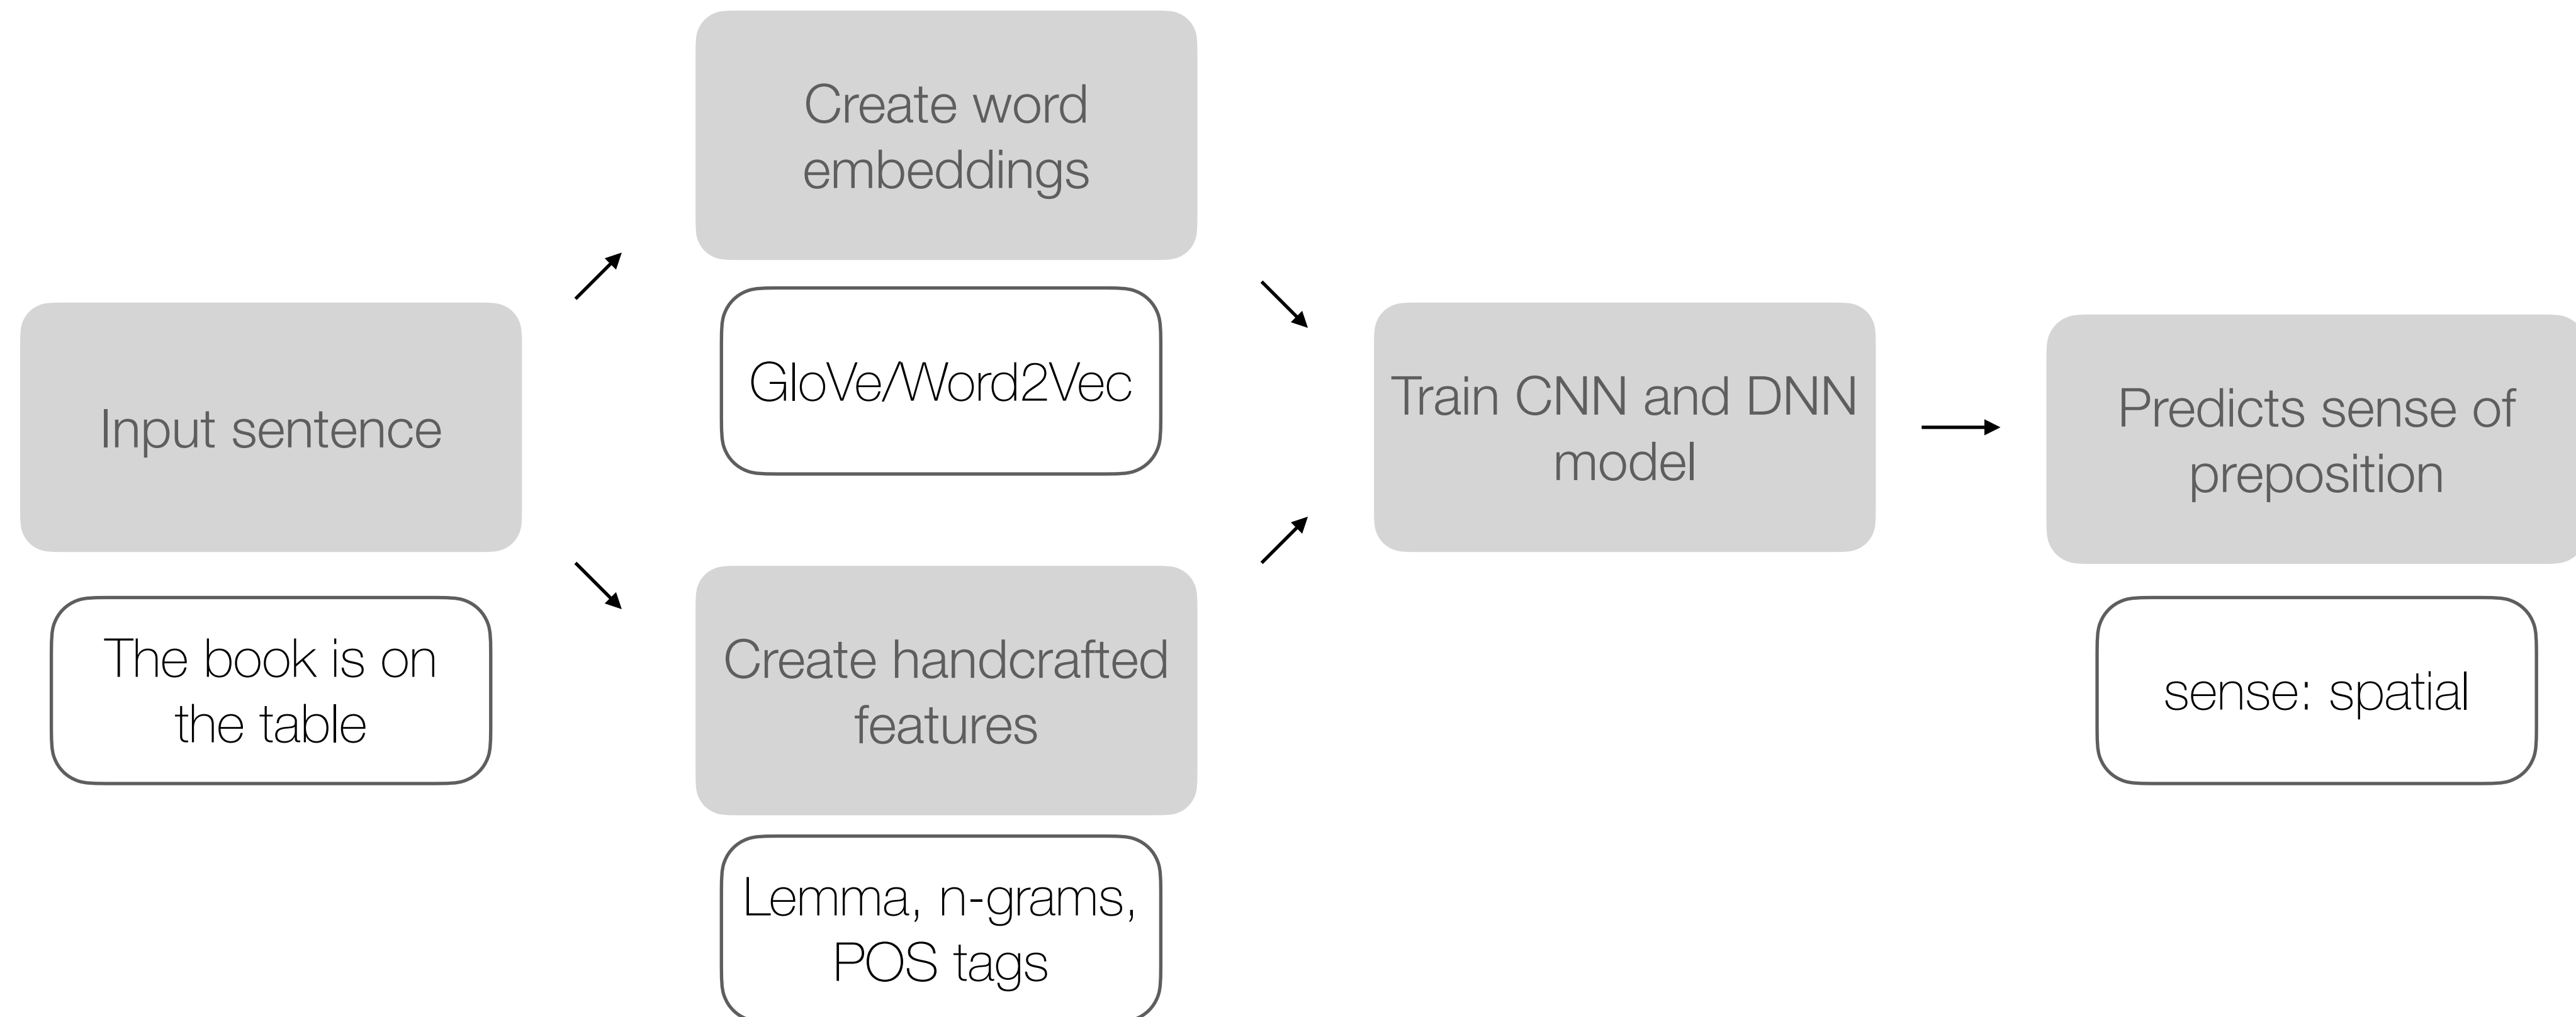 Input sentence
The book is on
the table
Create word
embeddings
GloVe/Word2Vec
Create handcrafted
features
Lemma, n-grams,
POS tags
Train CNN and DNN
model
Predicts sense of
preposition
sense: spatial